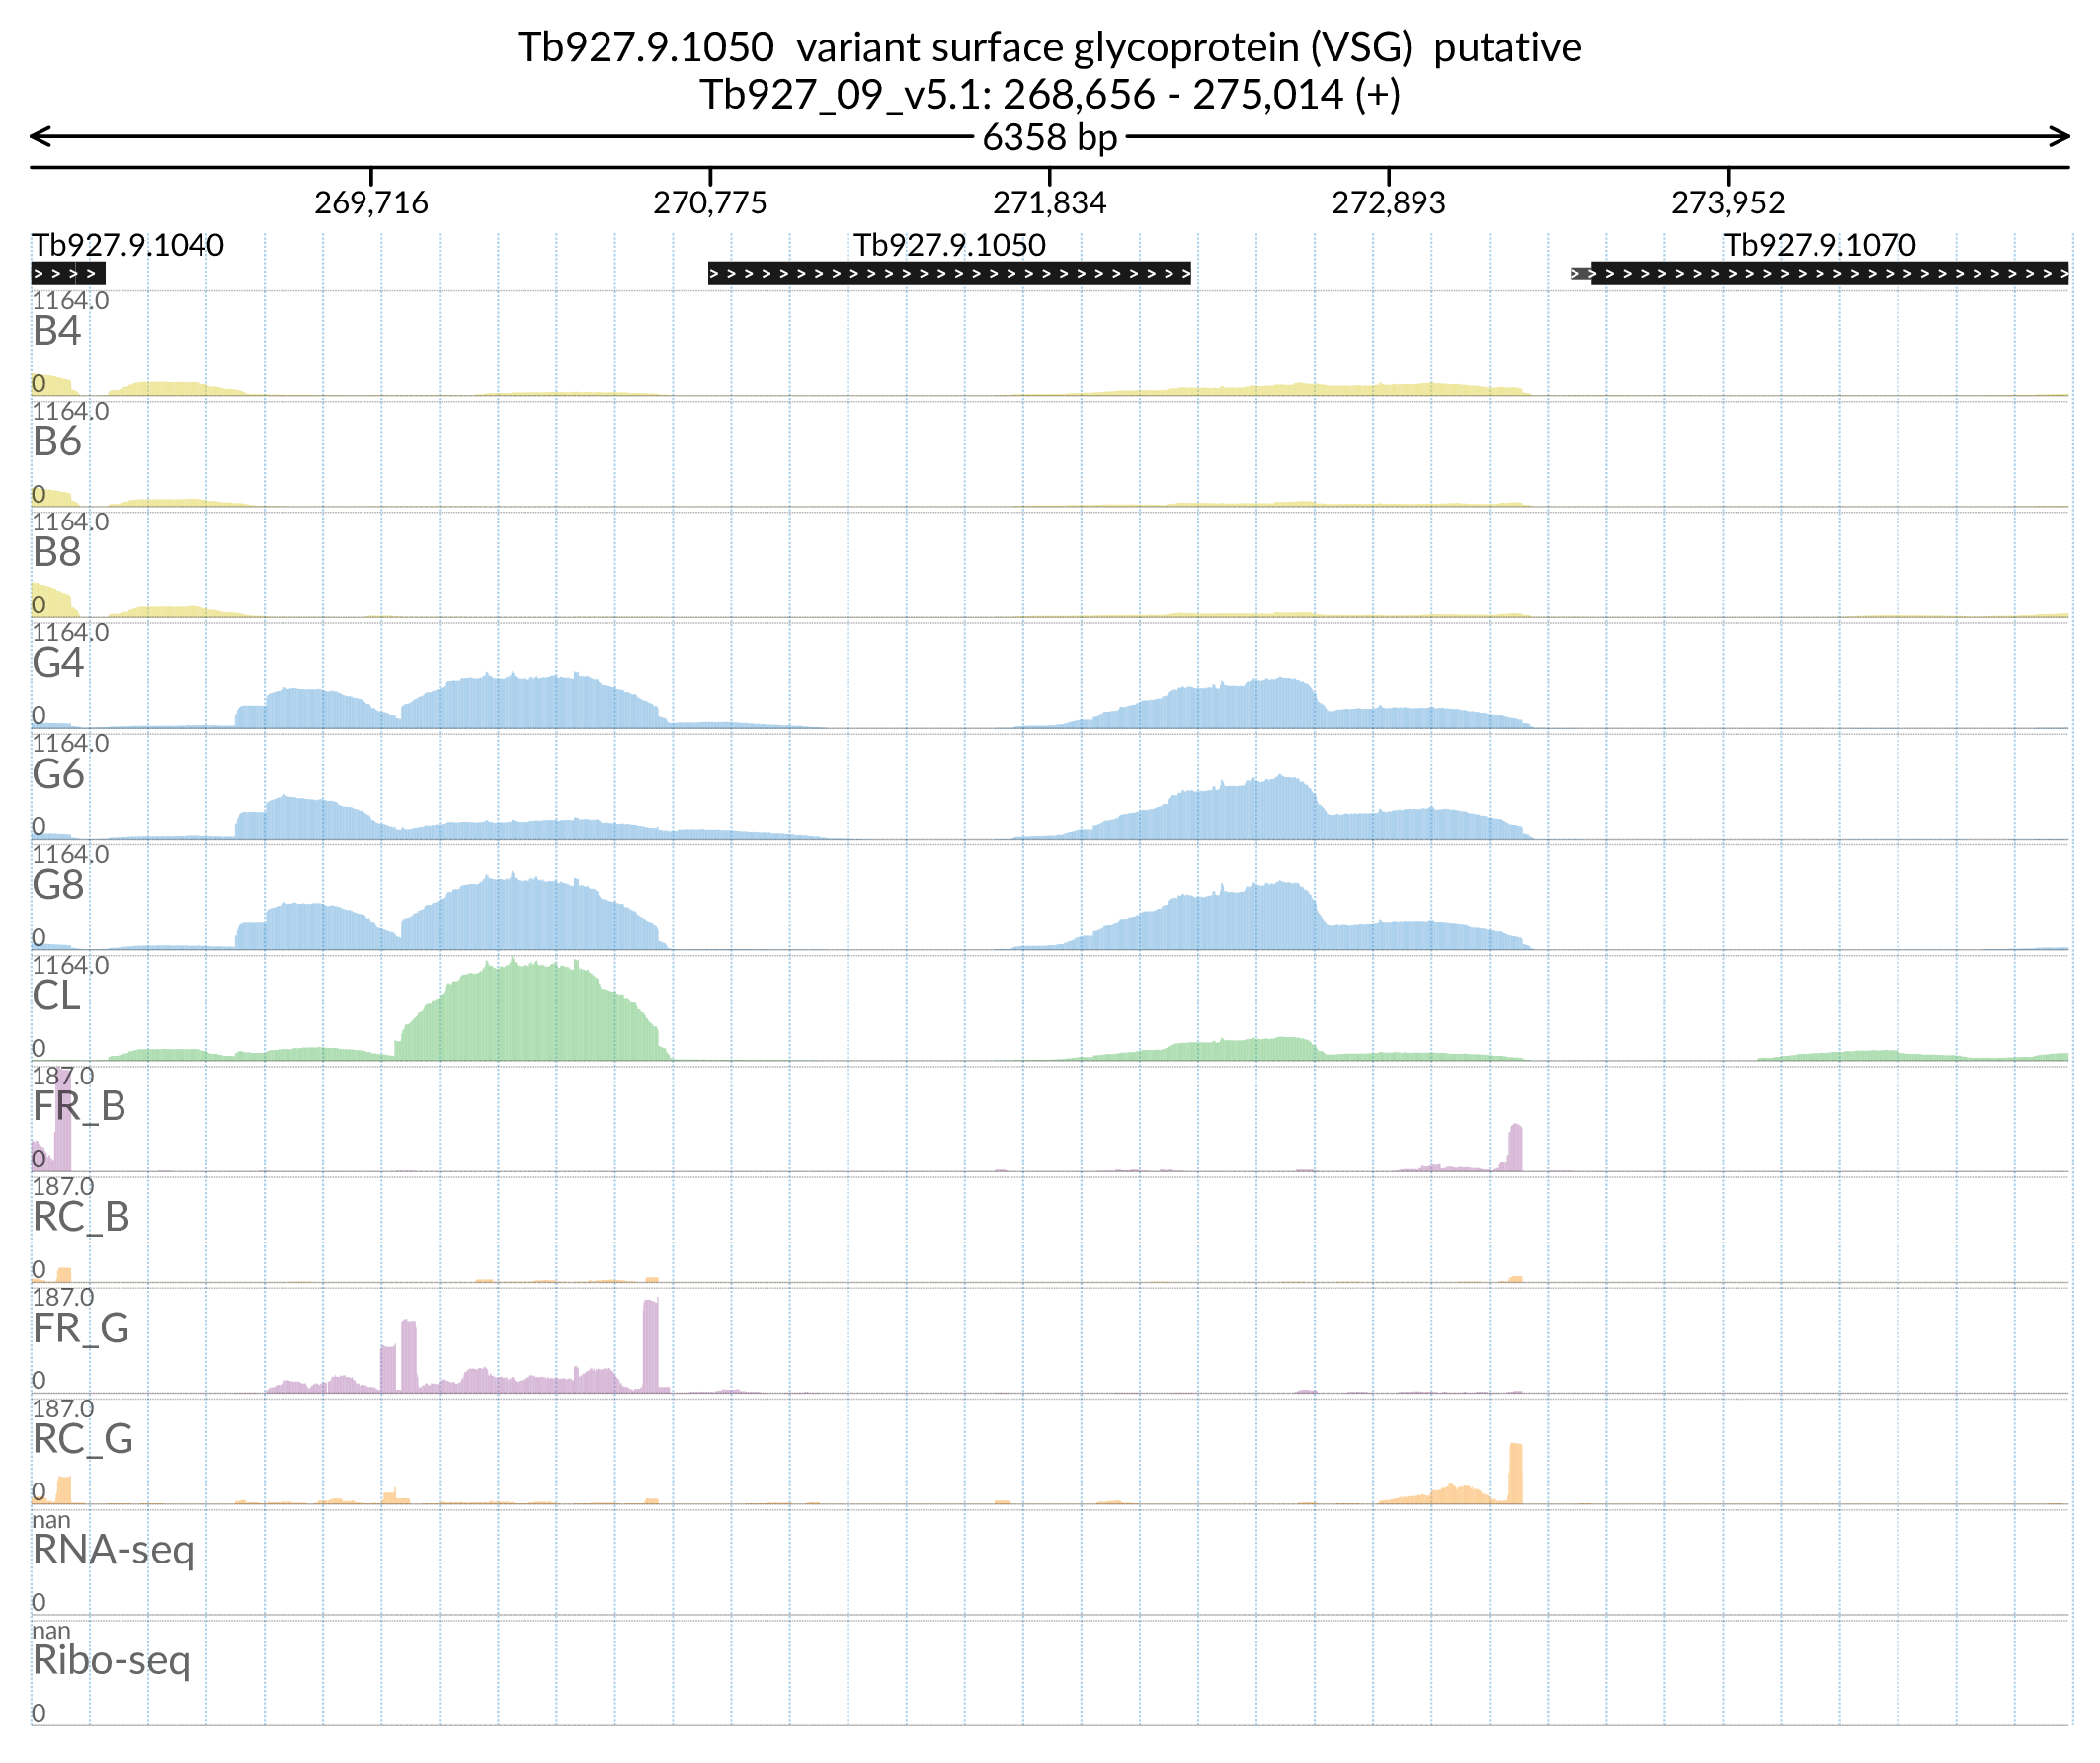 Tb927.9.1050 variant surface glycoprotein (VSG) putative
Tb927_09_v5.1: 268,656 - 275,014 (+)
6358 bp
269,716 270,775 271,834 272,893 273,952
Tb927.9.1040 Tb927.9.1050 Tb927.9.1070
1164.0
B4
0
1164.0
B6
0
1164.0
B8
0
1164.0
G4
0
1164.0
G6
0
1164.0
G8
0
1164.0
CL
0
187.0
FR_B
0
187.0
RC_B
0
187.0
FR_G
0
187.0
RC_G
0
nan
RNA-seq
0
nan
Ribo-seq
0